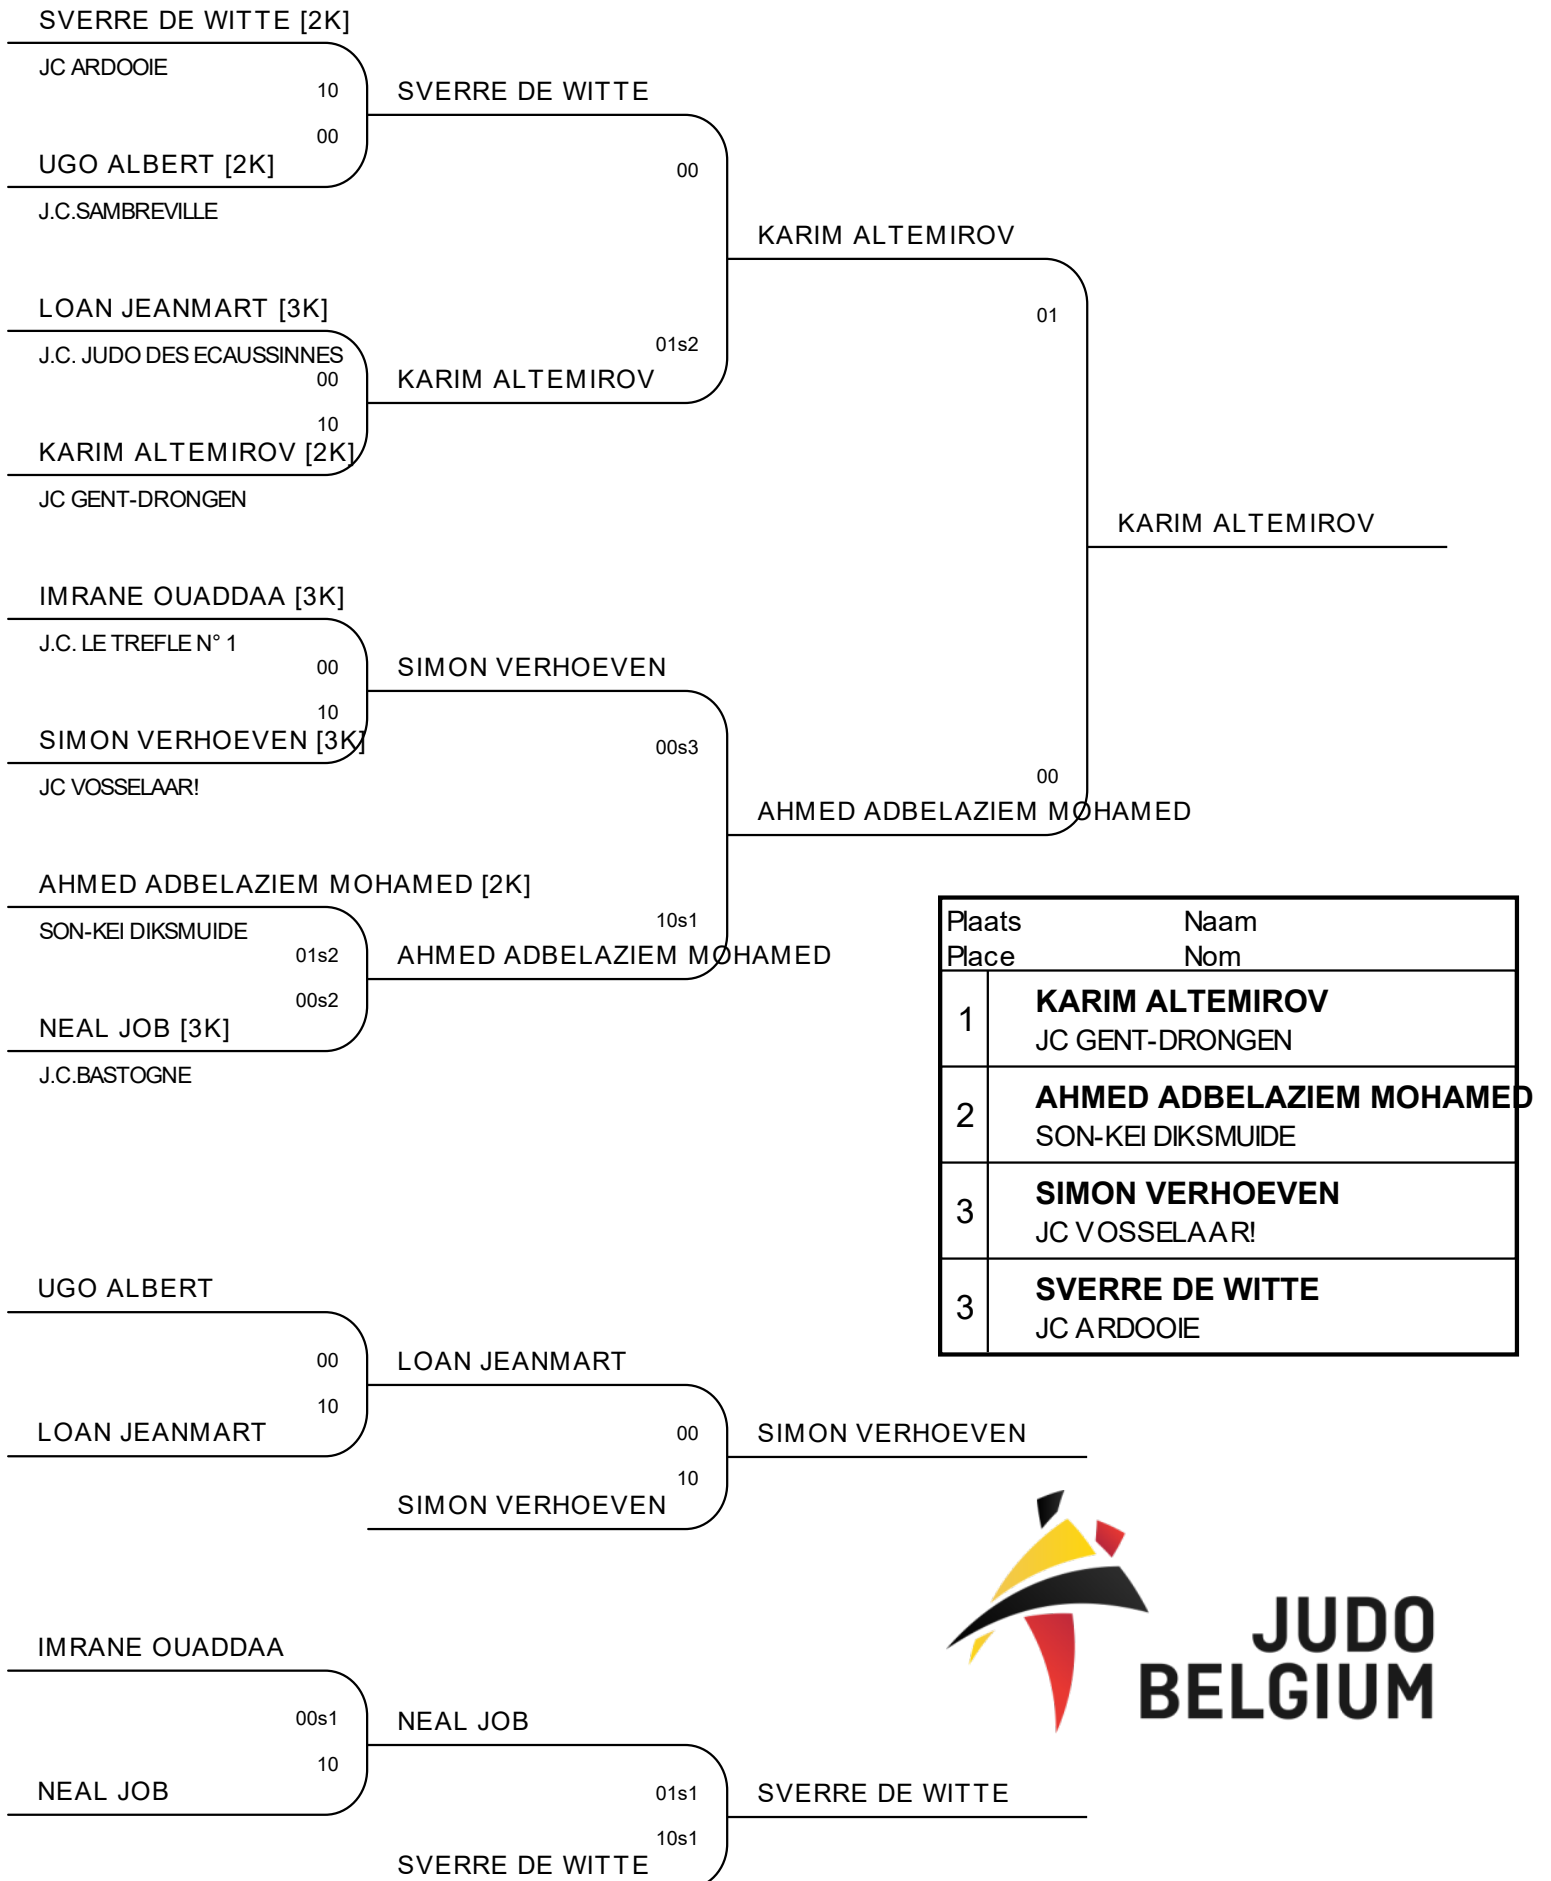 SVERRE DE WITTE [2K]
JC ARDOOIE
10
00
UGO ALBERT [2K]
J.C.SAMBREVILLE
SVERRE DE WITTE
00
LOAN JEANMART [3K]
J.C. JUDO DES ECAUSSINNES
00
10
KARIM ALTEMIROV [2K]
JC GENT-DRONGEN
01s2
KARIM ALTEMIROV
KARIM ALTEMIROV
01
KARIM ALTEMIROV
IMRANE OUADDAA [3K]
J.C. LE TREFLE N° 1
00
10
SIMON VERHOEVEN [3K]
JC VOSSELAAR!
SIMON VERHOEVEN
00s3
00
AHMED ADBELAZIEM MOHAMED
AHMED ADBELAZIEM MOHAMED [2K]
SON-KEI DIKSMUIDE
01s2
00s2
NEAL JOB [3K]
J.C.BASTOGNE
10s1
AHMED ADBELAZIEM MOHAMED
Plaats Naam
Place Nom
1 KARIM ALTEMIROV
JC GENT-DRONGEN
2 AHMED ADBELAZIEM MOHAMED
SON-KEI DIKSMUIDE
3 SIMON VERHOEVEN
JC VOSSELAAR!
3 SVERRE DE WITTE
JC ARDOOIE
UGO ALBERT
00
10
LOAN JEANMART
LOAN JEANMART
00
10
SIMON VERHOEVEN
SIMON VERHOEVEN
IMRANE OUADDAA
00s1
10
NEAL JOB
NEAL JOB
01s1
10s1
SVERRE DE WITTE
SVERRE DE WITTE
JUDO
BELGIUM